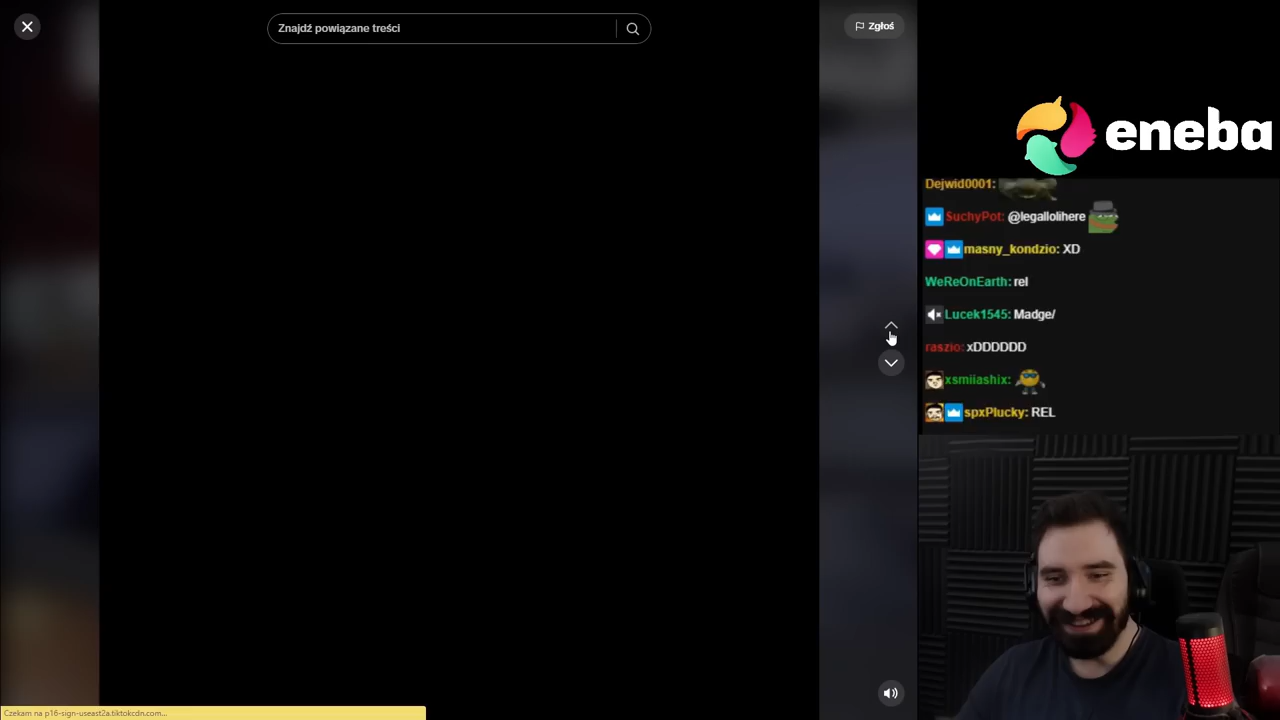 Znajdź powiązane treści
Zgłoś
eneba
Dejwid0001:
SuchyPot: @legallolihere
masny_kondzio: XD
WeReOnEarth: rel
Lucek1545: Madge/
raszio: xDDDDDD
xsmiiashix:
spxPlucky: REL
Czekam na p16-sign-useast2a.tiktokcdn.com...